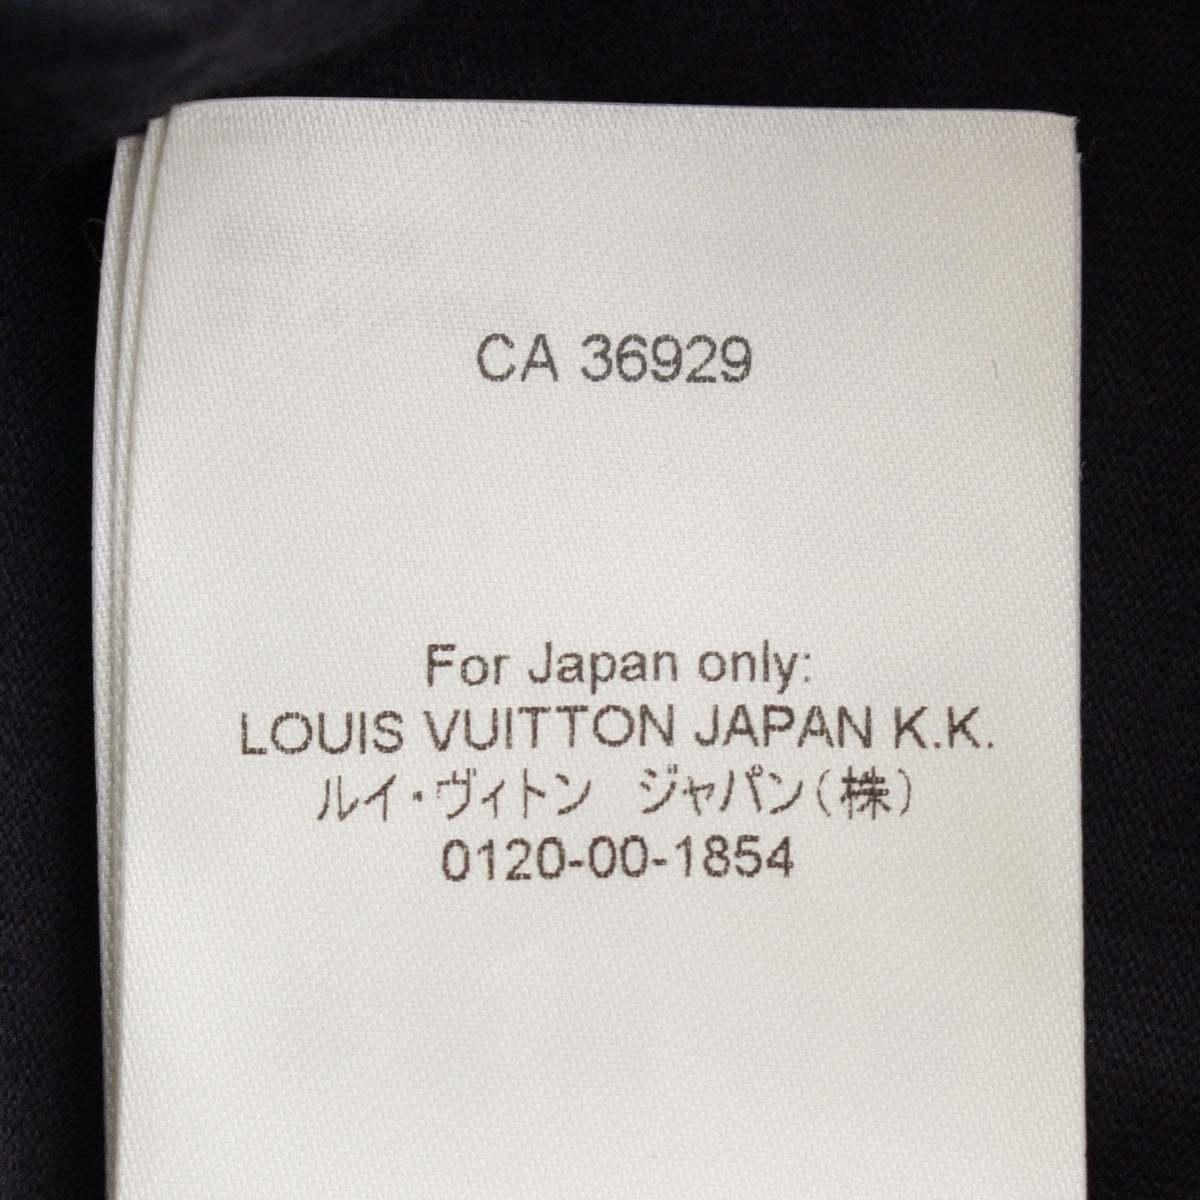 CA 36929
For Japan only:
LOUIS VUITTON JAPAN K.K.
ルイ・ヴィトン　ジャパン(株)
0120-00-1854